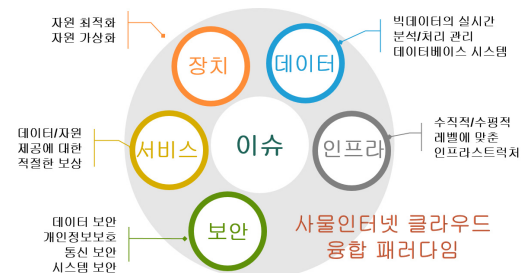 자원 최적화
자원 가상화
장치
데이터
빅데이터의 실시간
분석/처리 관리
데이터베이스 시스템
데이터/자원
제공에 대한
적절한 보상
서비스
이슈
인프라
수직적/수평적
레벨에 맞춘
인프라스트럭쳐
데이터 보안
개인정보보호
통신 보안
시스템 보안
보안
사물인터넷 클라우드
융합 패러다임